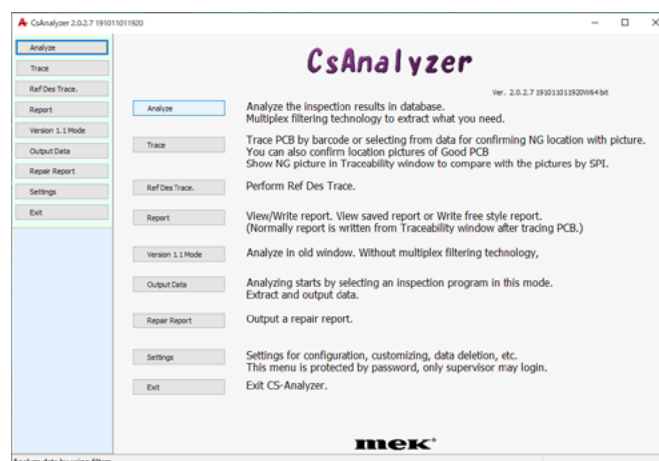 CsAnalyzer 2.0.2.7 191011011920
Analyze
Trace
Ref Des Trace.
Report
Version 1.1 Mode
Output Data
Repair Report
Settings
Exit
CsAnalyzer
Ver. 2.0.2.7 191011011920W64 bit
Analyze
Analyze the inspection results in database.
Multiplex filtering technology to extract what you need.
Trace
Trace PCB by barcode or selecting from data for confirming NG location with picture.
You can also confirm location pictures of Good PCB
Show NG picture in Traceability window to compare with the pictures by SPI.
Ref Des Trace.
Perform Ref Des Trace.
Report
View/Write report. View saved report or Write free style report.
(Normally report is written from Traceability window after tracing PCB.)
Version 1.1 Mode
Analyze in old window. Without multiplex filtering technology,
Output Data
Analyzing starts by selecting an inspection program in this mode.
Extract and output data.
Repair Report
Output a repair report.
Settings
Settings for configuration, customizing, data deletion, etc.
This menu is protected by password, only supervisor may login.
Exit
Exit CS-Analyzer.
mek